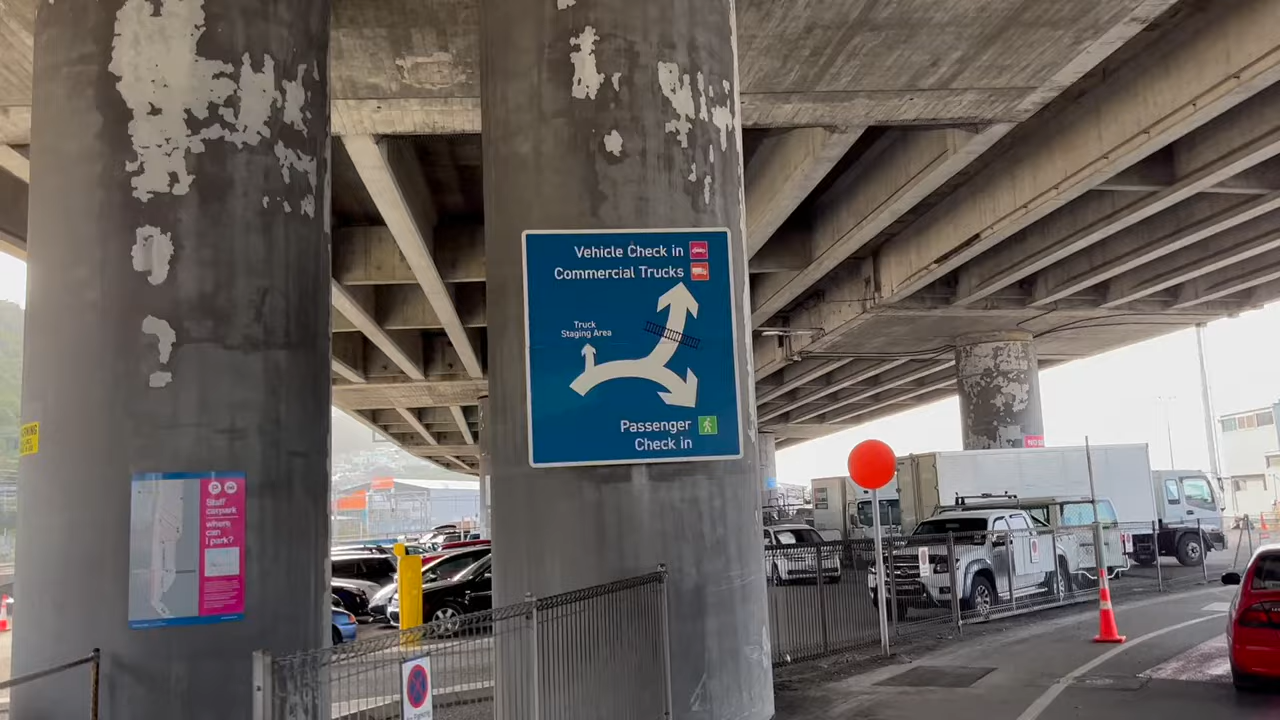 Vehicle Check in
Commercial Trucks
Truck
Staging Area
Passenger
Check in
Staff
carpark
where
can
I park?